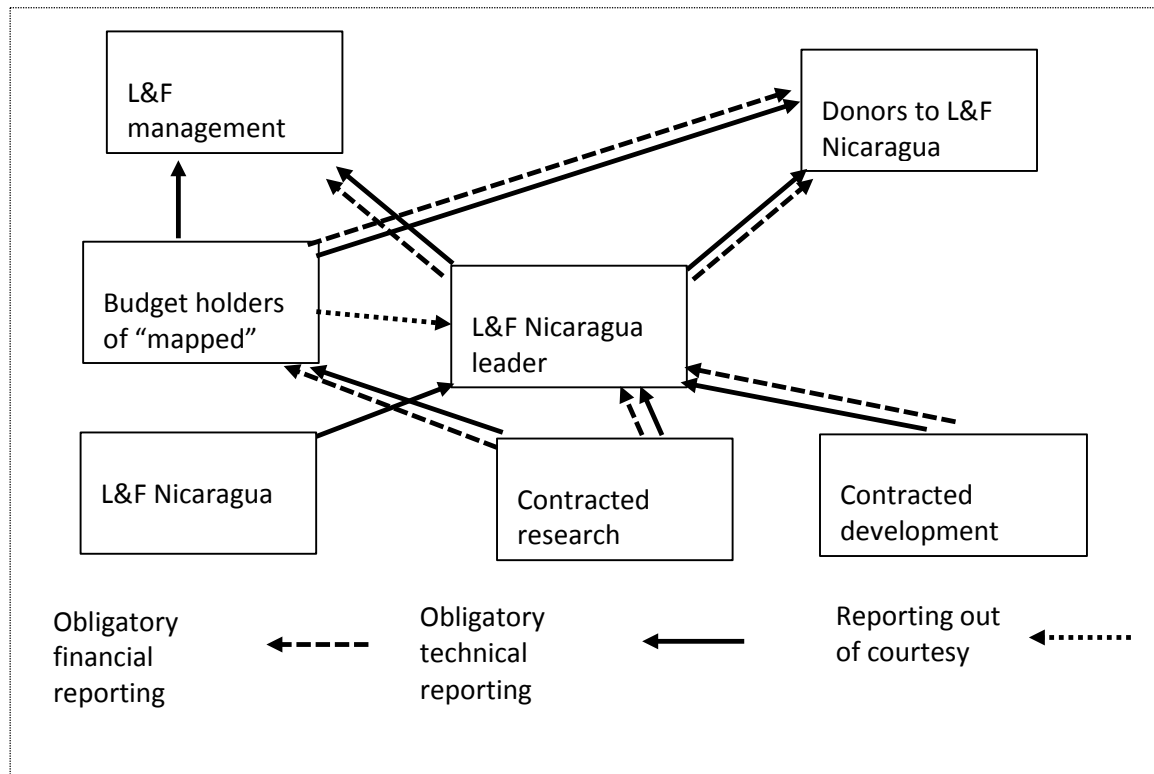 L&F
management
Donors to L&F
Nicaragua
Budget holders
of “mapped”
L&F Nicaragua
leader
L&F Nicaragua
Contracted
research
Contracted
development
Obligatory
financial
reporting
Obligatory
technical
reporting
Reporting out
of courtesy